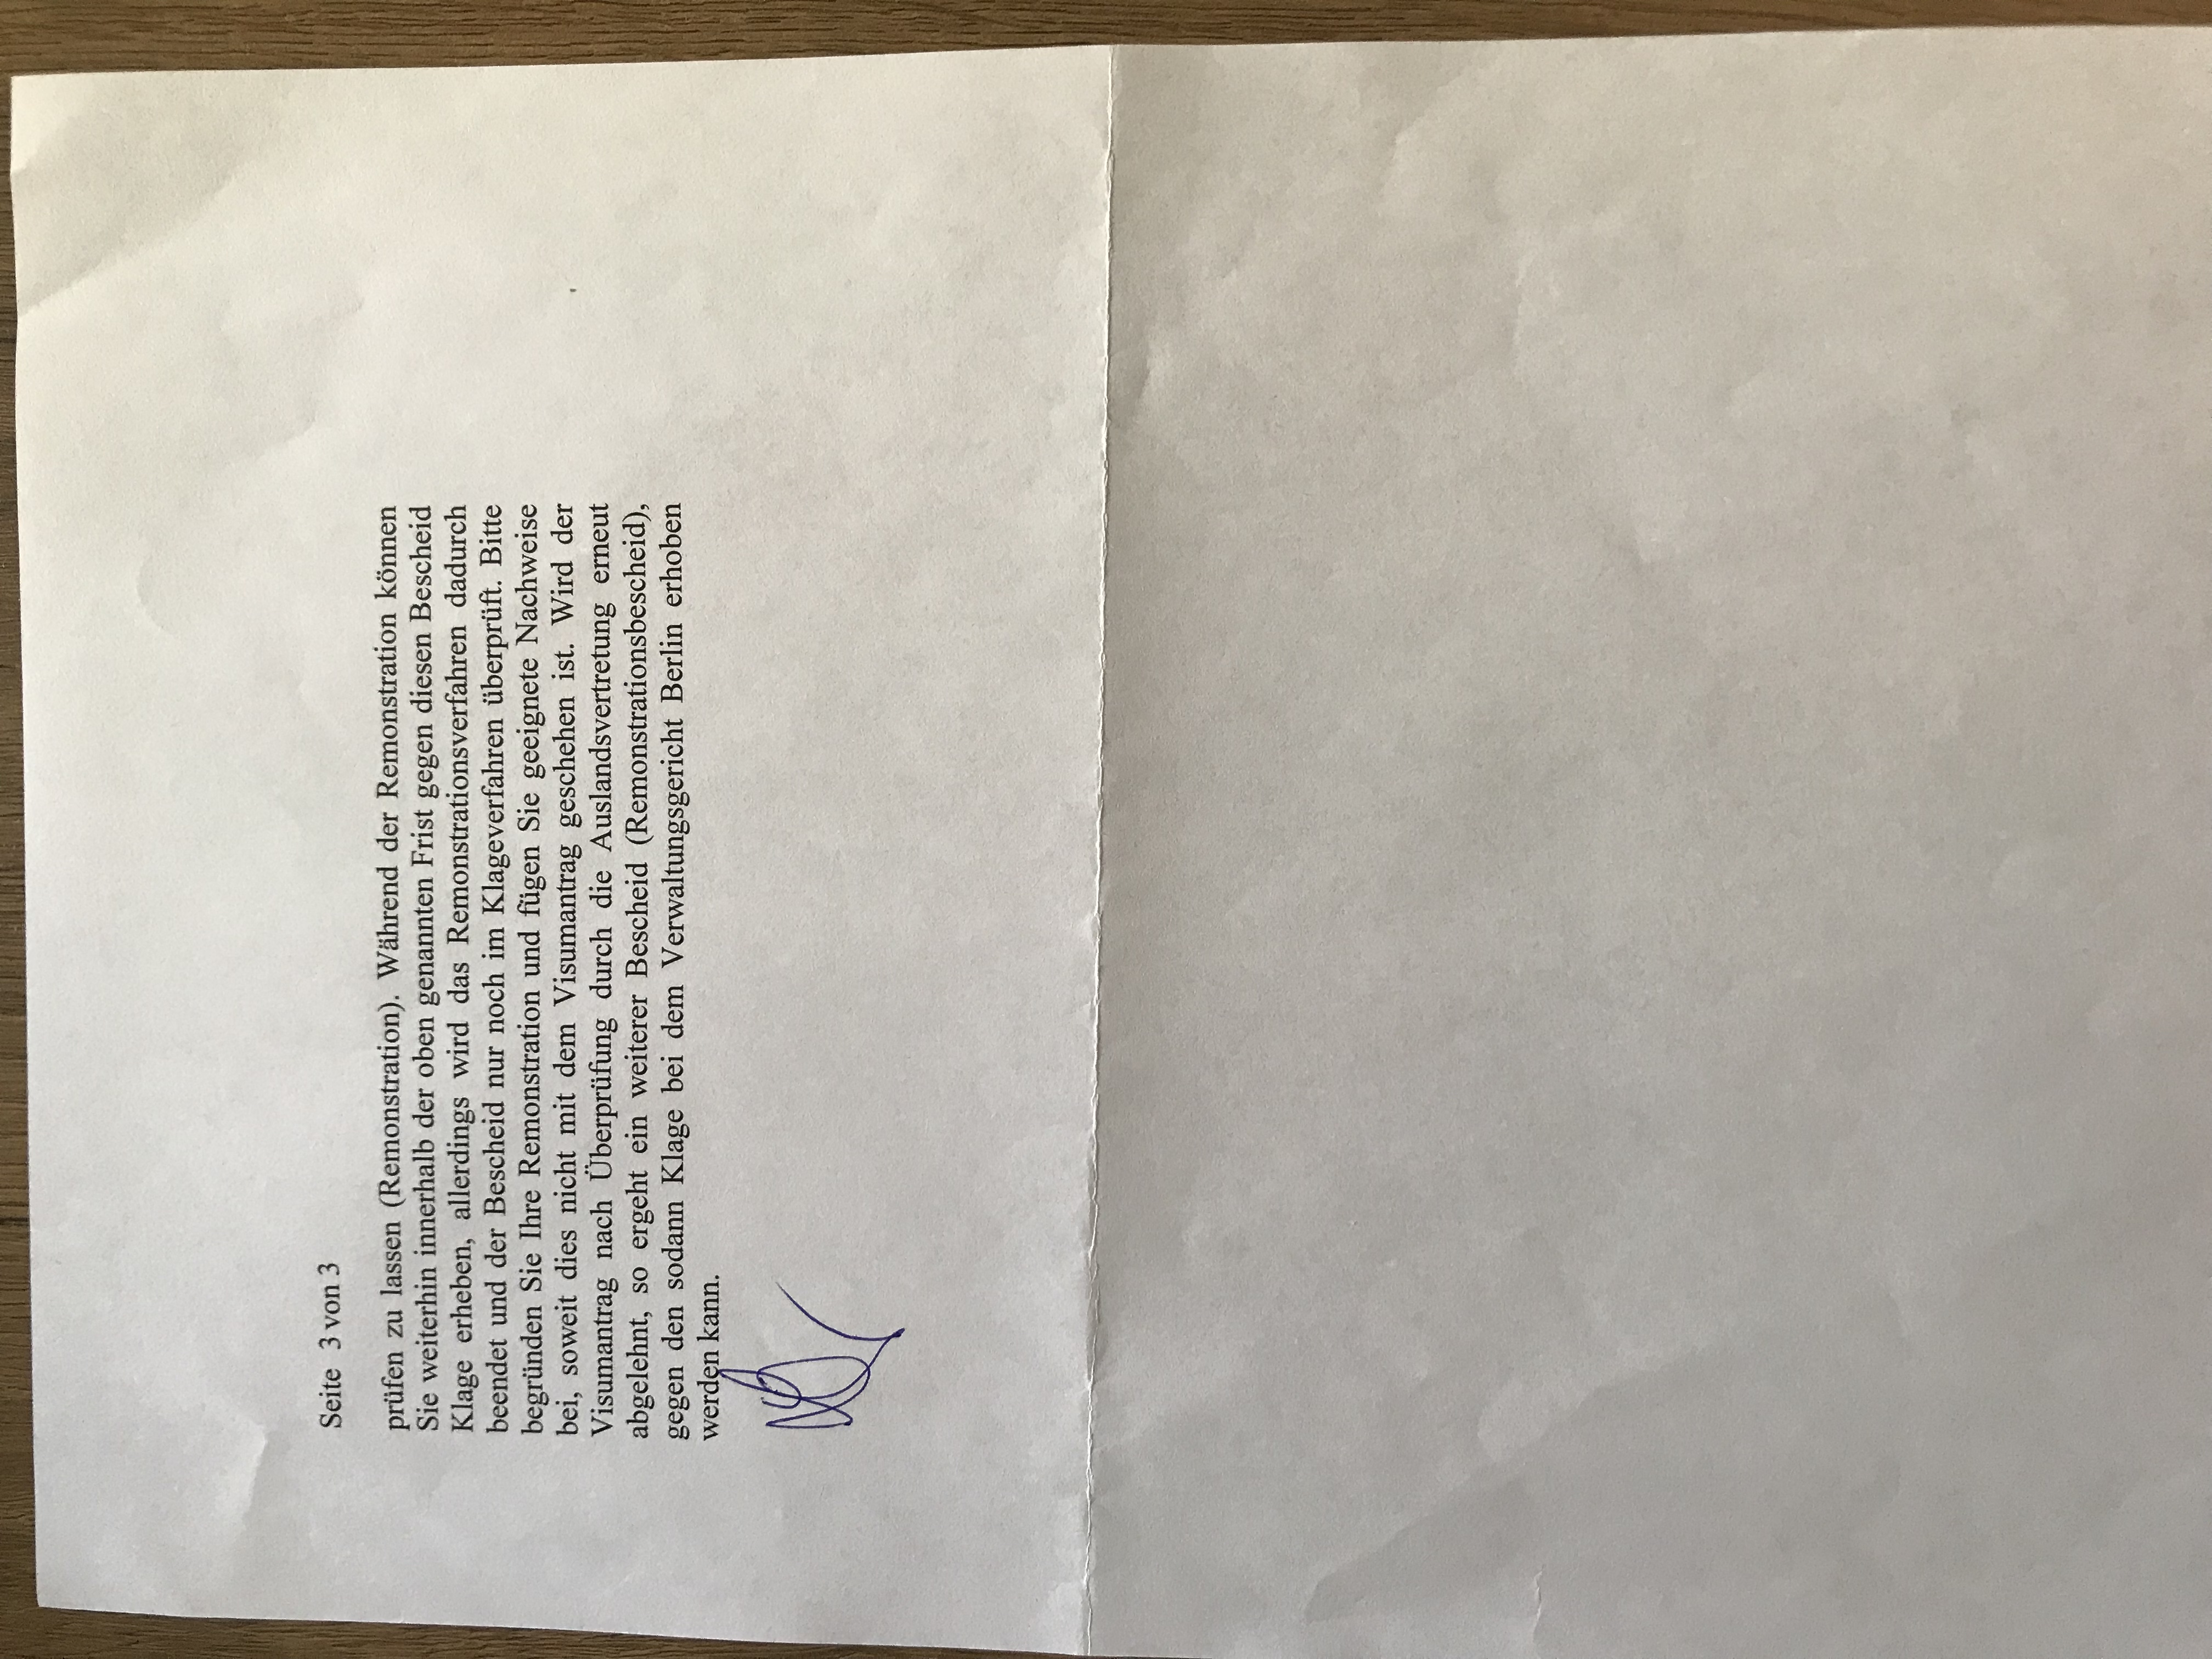 Seite 3 von 3
prüfen zu lassen (Remonstration). Während der Remonstration können
Sie weiterhin innerhalb der oben genannten Frist gegen diesen Bescheid
Klage erheben, allerdings wird das Remonstrationsverfahren dadurch
beendet und der Bescheid nur noch im Klageverfahren überprüft. Bitte
begründen Sie Ihre Remonstration und fügen Sie geeignete Nachweise
bei, soweit dies nicht mit dem Visumantrag geschehen ist. Wird der
Visumantrag nach Überprüfung durch die Auslandsvertretung erneut
abgelehnt, so ergeht ein weiterer Bescheid (Remonstrationsbescheid),
gegen den sodann Klage bei dem Verwaltungsgericht Berlin erhoben
werden kann.